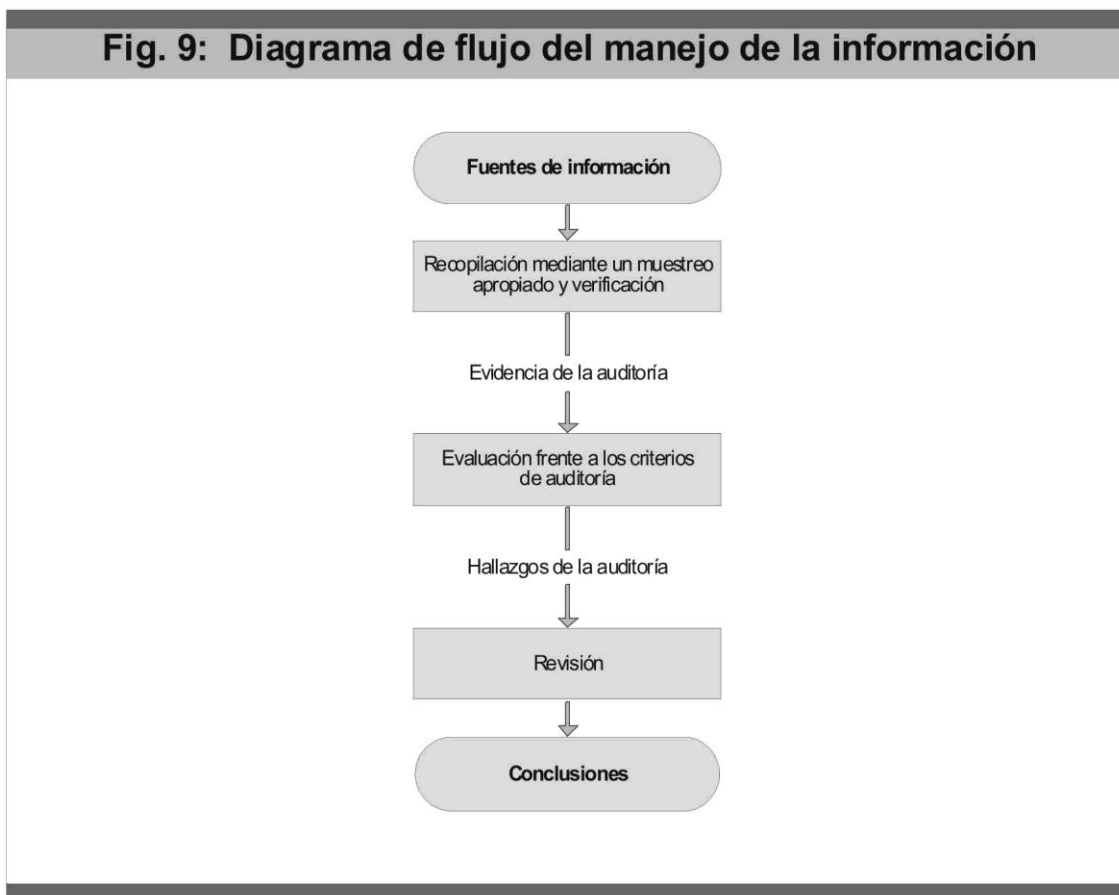 Fig. 9: Diagrama de flujo del manejo de la información
Fuentes de información
Recopilación mediante un muestreo
apropiado y verificación
Evidencia de la auditoría
Evaluación frente a los criterios
de auditoría
Hallazgos de la auditoría
Revisión
Conclusiones